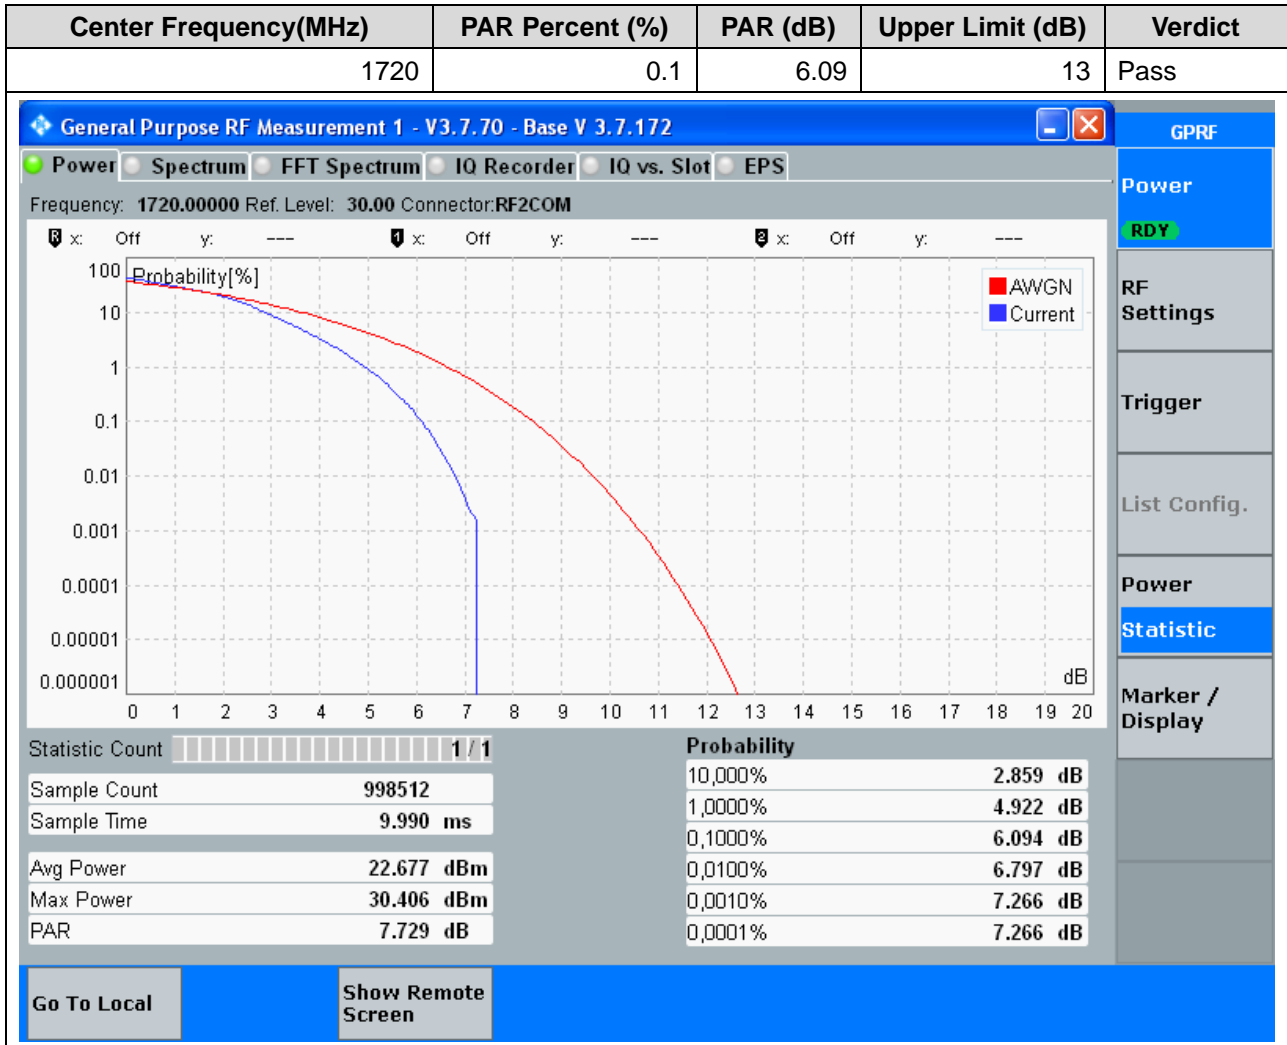 Center Frequency(MHz) PAR Percent (%) PAR (dB) Upper Limit (dB) Verdict
1720 0.1 6.09 13 Pass
General Purpose RF Measurement 1 - V3.7.70 - Base V 3.7.172
GPRF
Power Spectrum FFT Spectrum IQ Recorder IQ vs. Slot EPS
Frequency: 1720.00000 Ref. Level: 30.00 Connector:RF2COM
R x: Off y: --- 1 x: Off y: --- 2 x: Off y: ---
Probability[%]
AWGN
Current
100
10
1
0.1
0.01
0.001
0.0001
0.00001
0.000001
dB
0 1 2 3 4 5 6 7 8 9 10 11 12 13 14 15 16 17 18 19 20
Statistic Count 1 / 1
Sample Count 998512
Sample Time 9.990 ms
Avg Power 22.677 dBm
Max Power 30.406 dBm
PAR 7.729 dB
Probability
10,000% 2.859 dB
1,0000% 4.922 dB
0,1000% 6.094 dB
0,0100% 6.797 dB
0,0010% 7.266 dB
0,0001% 7.266 dB
Power
RDY
RF
Settings
Trigger
List Config.
Power
Statistic
Marker /
Display
Go To Local
Show Remote
Screen